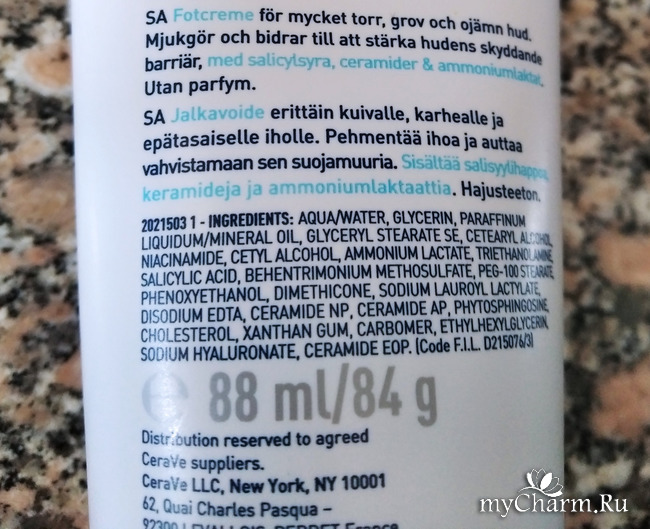 SA Fotcreme för mycket torr, grov och ojämn hud.
Mjukgör och bidrar till att stärka hudens skyddande
barriär, med salicylsyra, ceramider & ammoniumlaktat.
Utan parfym.
SA Jalkavoide erittäin kuivalle, karhealle ja
epätasaiselle iholle. Pehmentää ihoa ja auttaa
vahvistamaan sen suojamuuria. Sisältää salisyylihappoa,
keramideja ja ammoniumlaktaattia. Hajusteeton.
2021503 1 - INGREDIENTS: AQUA/WATER, GLYCERIN, PARAFFINUM
LIQUIDUM/MINERAL OIL, GLYCERYL STEARATE SE, CETEARYL ALCOHOL,
NIACINAMIDE, CETYL ALCOHOL, AMMONIUM LACTATE, TRIETHANOLAMINE,
SALICYLIC ACID, BEHENTRIMONIUM METHOSULFATE, PEG-100 STEARATE,
PHENOXYETHANOL, DIMETHICONE, SODIUM LAUROYL LACTYLATE,
DISODIUM EDTA, CERAMIDE NP, CERAMIDE AP, PHYTOSPHINGOSINE,
CHOLESTEROL, XANTHAN GUM, CARBOMER, ETHYLHEXYLGLYCERIN,
SODIUM HYALURONATE, CERAMIDE EOP. (Code F.I.L. D215076/3)
e 88 ml/84 g
Distribution reserved to agreed
CeraVe suppliers.
CeraVe LLC, New York, NY 10001
62, Quai Charles Pasqua –
92300 LEVALLOIS-PERRET France
myCharm.Ru